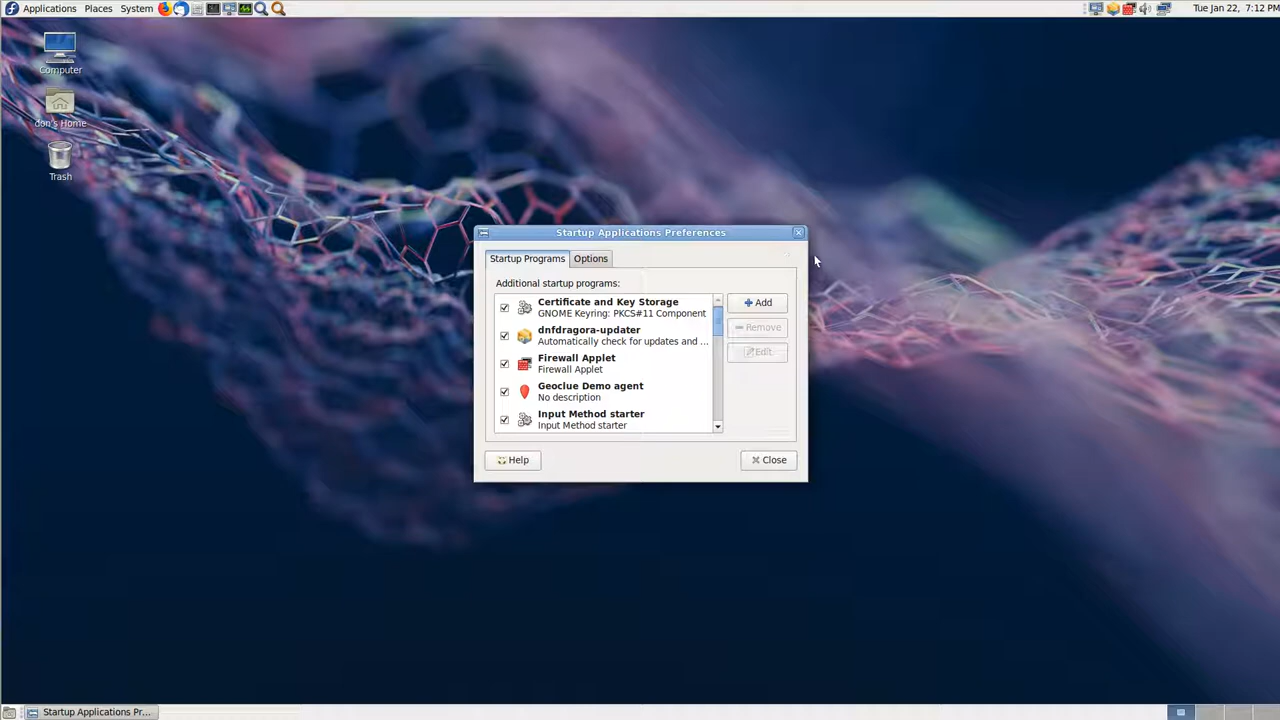 Applications Places System
Tue Jan 22, 7:12 PM
Computer
don's Home
Trash
Startup Applications Preferences
Startup Programs
Options
Additional startup programs:
Certificate and Key Storage
GNOME Keyring: PKCS#11 Component
dnfdragora-updater
Automatically check for updates and ...
Firewall Applet
Firewall Applet
Geoclue Demo agent
No description
Input Method starter
Input Method starter
Add
Remove
Edit
Help
Close
Startup Applications Pr...